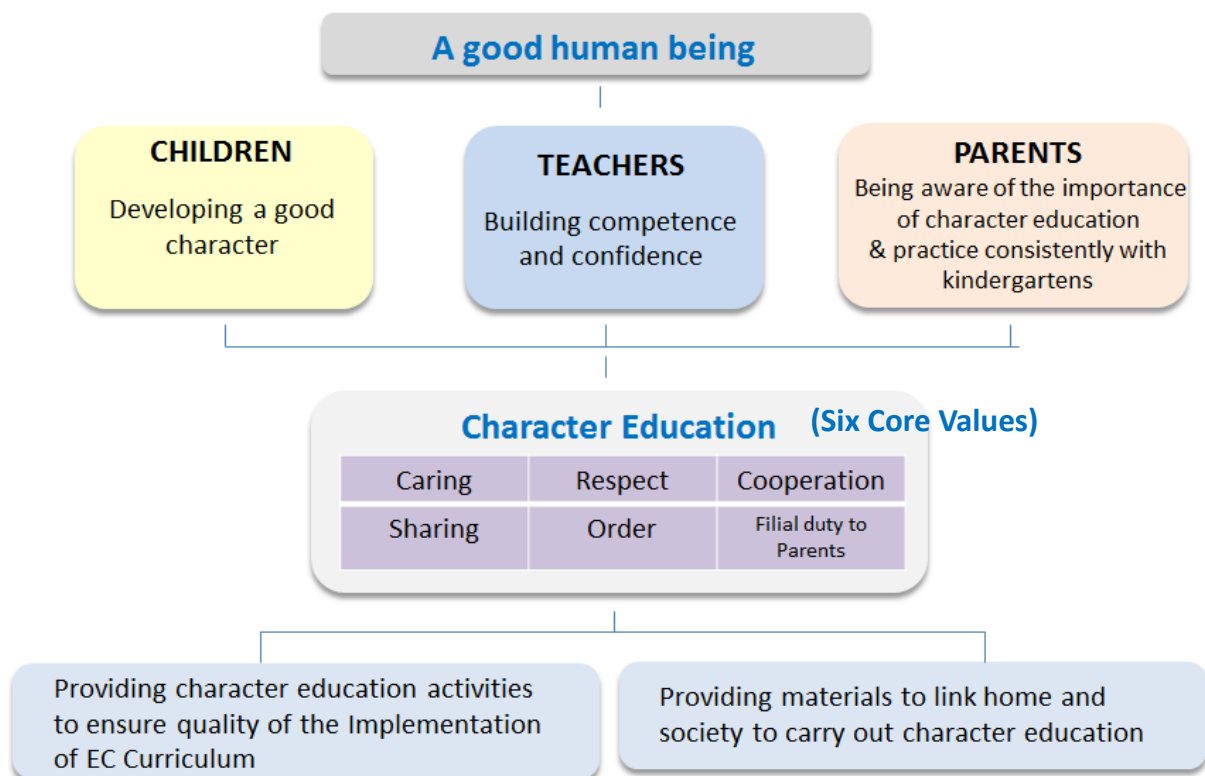 A good human being
CHILDREN
Developing a good
character
TEACHERS
Building competence
and confidence
PARENTS
Being aware of the importance
of character education
& practice consistently with
kindergartens
Character Education (Six Core Values)
Caring Respect Cooperation
Sharing Order Filial duty to
Parents
Providing character education activities
to ensure quality of the Implementation
of EC Curriculum
Providing materials to link home and
society to carry out character education